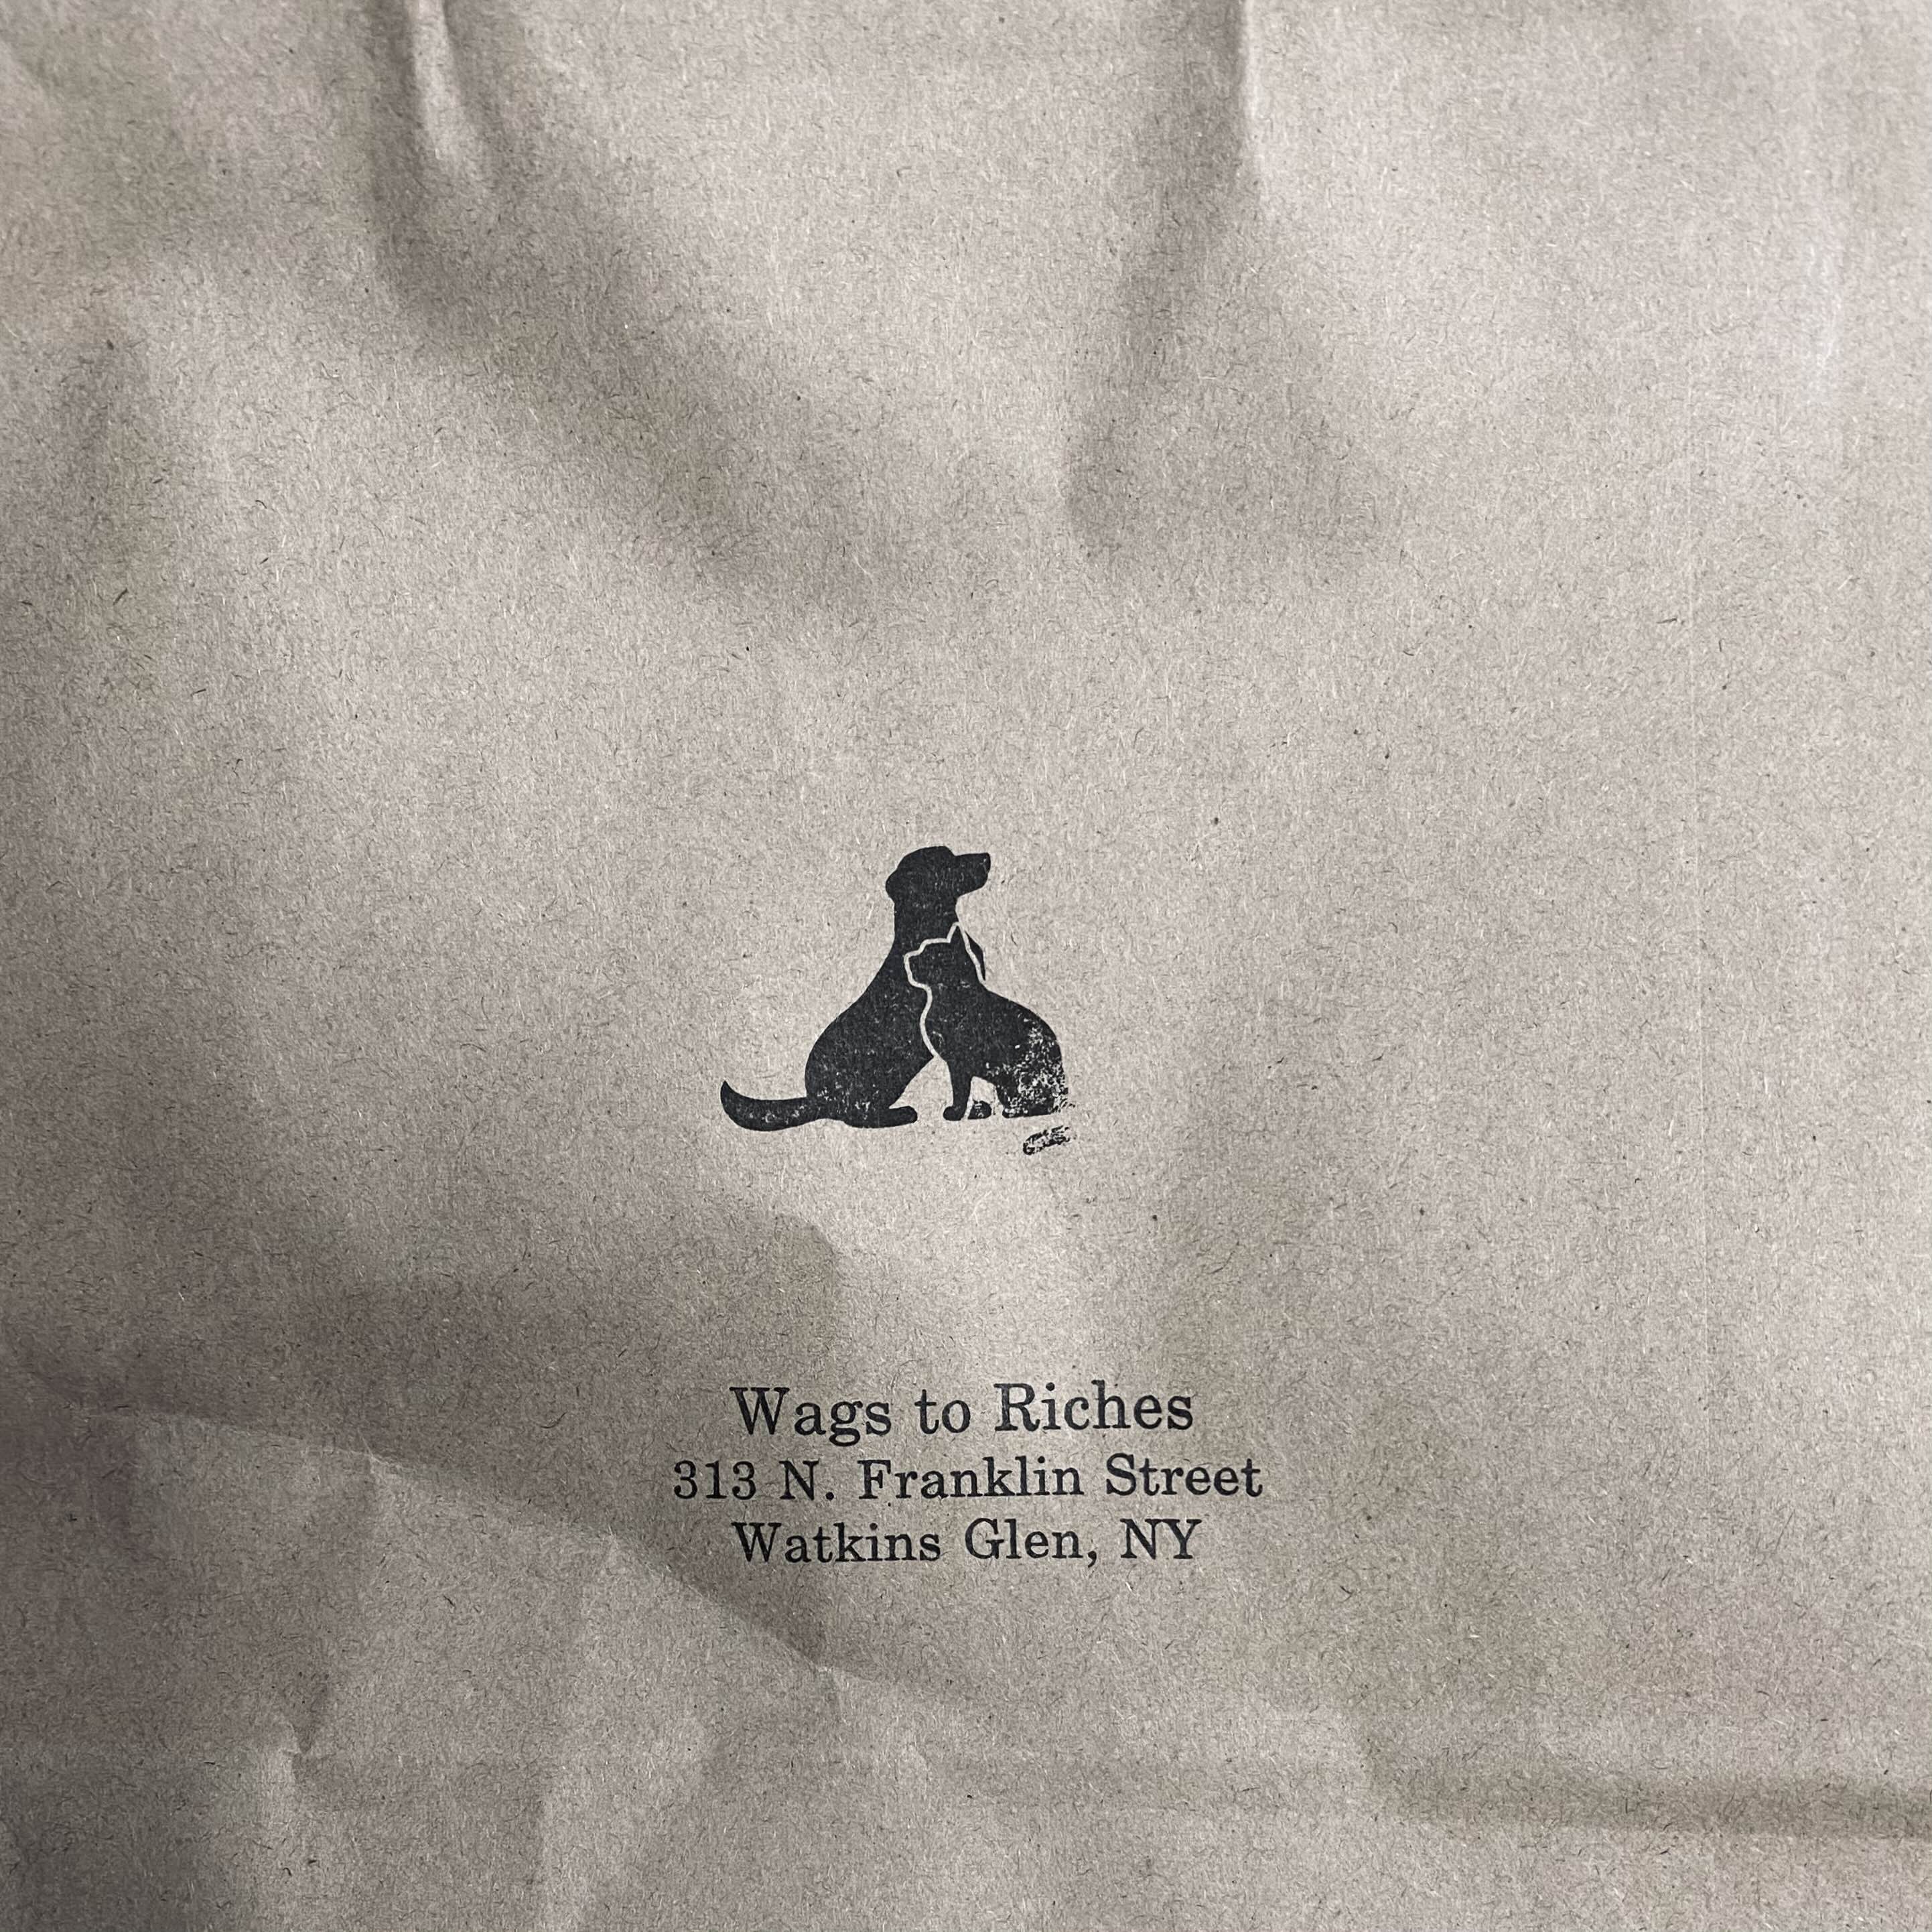 Wags to Riches
313 N. Franklin Street
Watkins Glen, NY